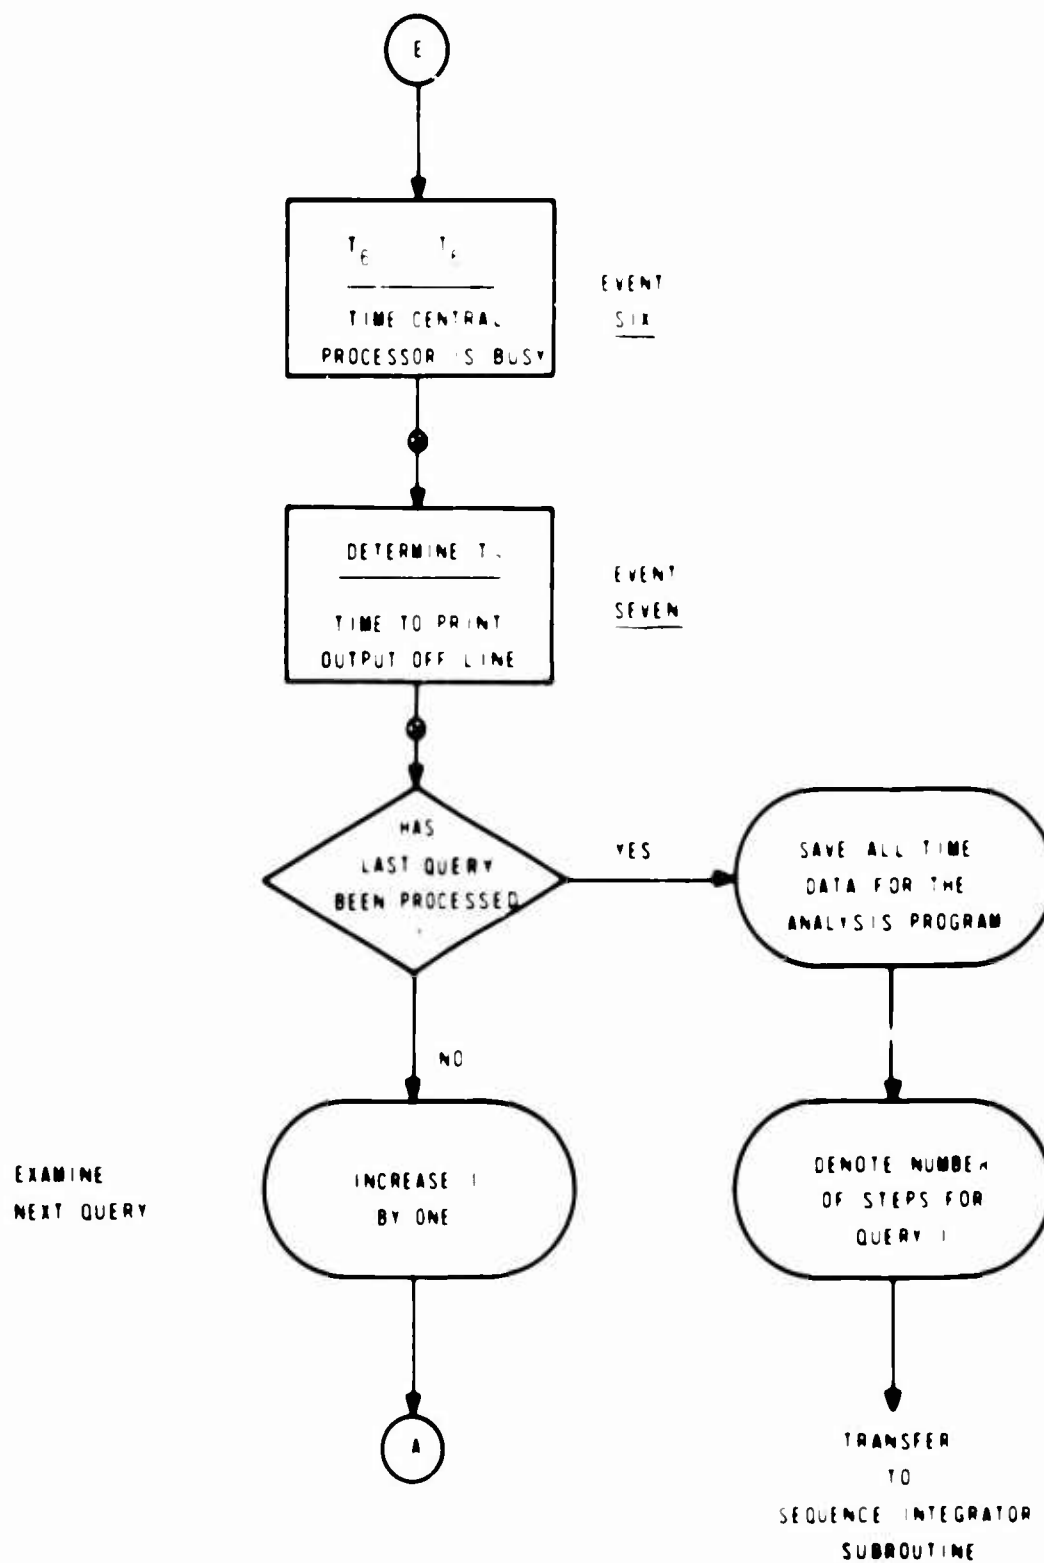 E
T6
TIME CENTRAL
PROCESSOR IS BUSY
EVENT
SIX
DETERMINE
TIME TO PRINT
OUTPUT OFF LINE
EVENT
SEVEN
HAS
LAST QUERY
BEEN PROCESSED
YES
SAVE ALL TIME
DATA FOR THE
ANALYSIS PROGRAM
NO
EXAMINE
NEXT QUERY
INCREASE I
BY ONE
DENOTE NUMBER
OF STEPS FOR
QUERY I
A
TRANSFER
TO
SEQUENCE INTEGRATOR
SUBROUTINE